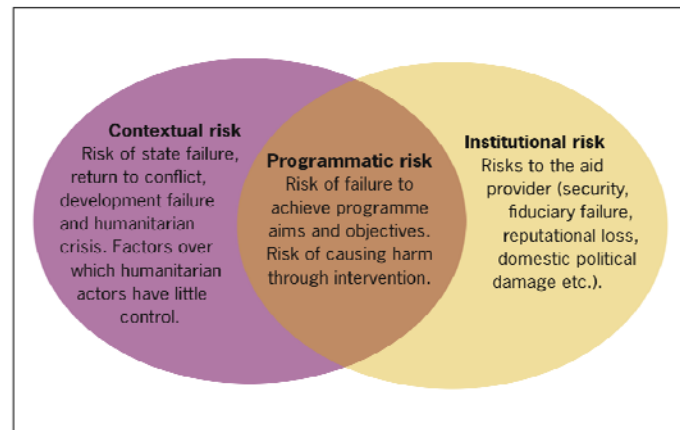 Contextual risk
Risk of state failure,
return to conflict,
development failure
and humanitarian
crisis. Factors over
which humanitarian
actors have little
control.
Programmatic risk
Risk of failure to
achieve programme
aims and objectives.
Risk of causing harm
through intervention.
Institutional risk
Risks to the aid
provider (security,
fiduciary failure,
reputational loss,
domestic political
damage etc.).